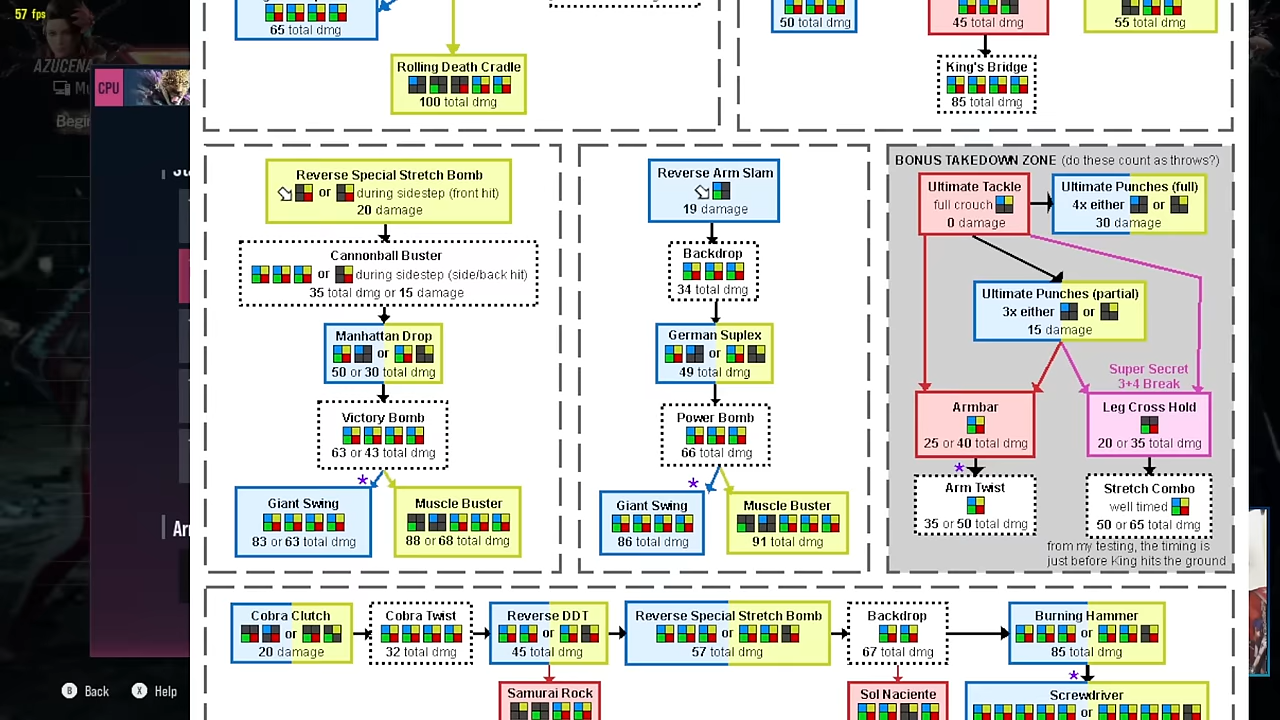 57 fps
AZUCENA
CPU
Begin
Back
Help
65 total dmg
Rolling Death Cradle
100 total dmg
50 total dmg
45 total dmg
55 total dmg
King's Bridge
85 total dmg
Reverse Special Stretch Bomb
or during sidestep (front hit)
20 damage
Cannonball Buster
or during sidestep (side/back hit)
35 total dmg or 15 damage
Manhattan Drop
or
50 or 30 total dmg
Victory Bomb
63 or 43 total dmg
*
Giant Swing
83 or 63 total dmg
Muscle Buster
88 or 68 total dmg
Reverse Arm Slam
19 damage
Backdrop
34 total dmg
German Suplex
or
49 total dmg
Power Bomb
66 total dmg
*
Giant Swing
86 total dmg
Muscle Buster
91 total dmg
BONUS TAKEDOWN ZONE (do these count as throws?)
Ultimate Tackle
full crouch
0 damage
Ultimate Punches (full)
4x either or
30 damage
Ultimate Punches (partial)
3x either or
15 damage
Super Secret
3+4 Break
Armbar
25 or 40 total dmg
Leg Cross Hold
20 or 35 total dmg
*
Arm Twist
35 or 50 total dmg
Stretch Combo
well timed
50 or 65 total dmg
from my testing, the timing is
just before King hits the ground
Cobra Clutch
or
20 damage
Cobra Twist
32 total dmg
Reverse DDT
or
45 total dmg
Reverse Special Stretch Bomb
or
57 total dmg
Backdrop
67 total dmg
Burning Hammer
or
85 total dmg
Samurai Rock
Sol Naciente
*
Screwdriver
or